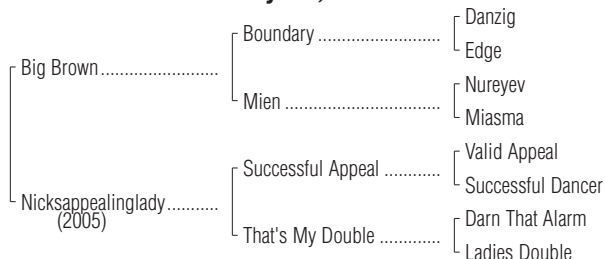 Danzig
Boundary ........................
Edge
Big Brown .........................
Nureyev
Mien .................................
Miasma
Valid Appeal
Successful Appeal ............
Successful Dancer
Nicksappealinglady...........
(2005)
Darn That Alarm
That's My Double .............
Ladies Double